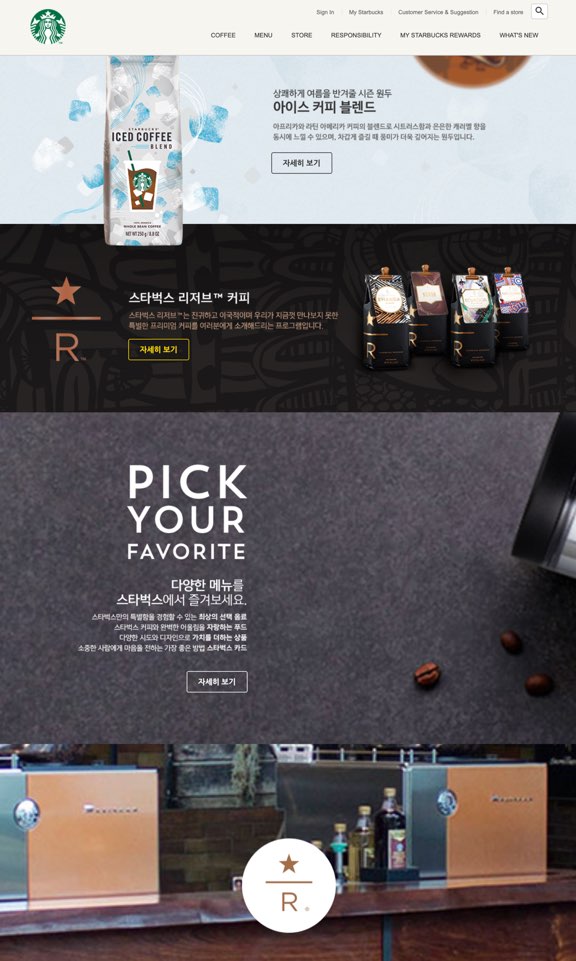 Sign In
My Starbucks
Customer Service & Suggestion
Find a store
COFFEE
MENU
STORE
RESPONSIBILITY
MY STARBUCKS REWARDS
WHAT'S NEW
상쾌하게 여름을 반겨줄 시즌 원두
아이스 커피 블렌드
아프리카와 라틴 아메리카 커피의 블렌드로 시트러스함과 은은한 캐러멜 향을
동시에 느낄 수 있으며, 차갑게 즐길 때 풍미가 더욱 깊어지는 원두입니다.
자세히 보기
STARBUCKS
ICED COFFEE
BLEND
WHOLE BEAN COFFEE
NET WT 250 g / 8.8 OZ
스타벅스 리저브™ 커피
스타벅스 리저브™는 진귀하고 이국적이며 우리가 지금껏 만나보지 못한
특별한 프리미엄 커피를 여러분에게 소개해드리는 프로그램입니다.
자세히 보기
R™
PICK
YOUR
FAVORITE
다양한 메뉴를
스타벅스에서 즐겨보세요.
스타벅스만의 특별함을 경험할 수 있는 최상의 선택 음료
스타벅스 커피와 완벽한 어울림을 자랑하는 푸드
다양한 시도와 디자인으로 가치를 더하는 상품
소중한 사람에게 마음을 전하는 가장 좋은 방법 스타벅스 카드
자세히 보기
R